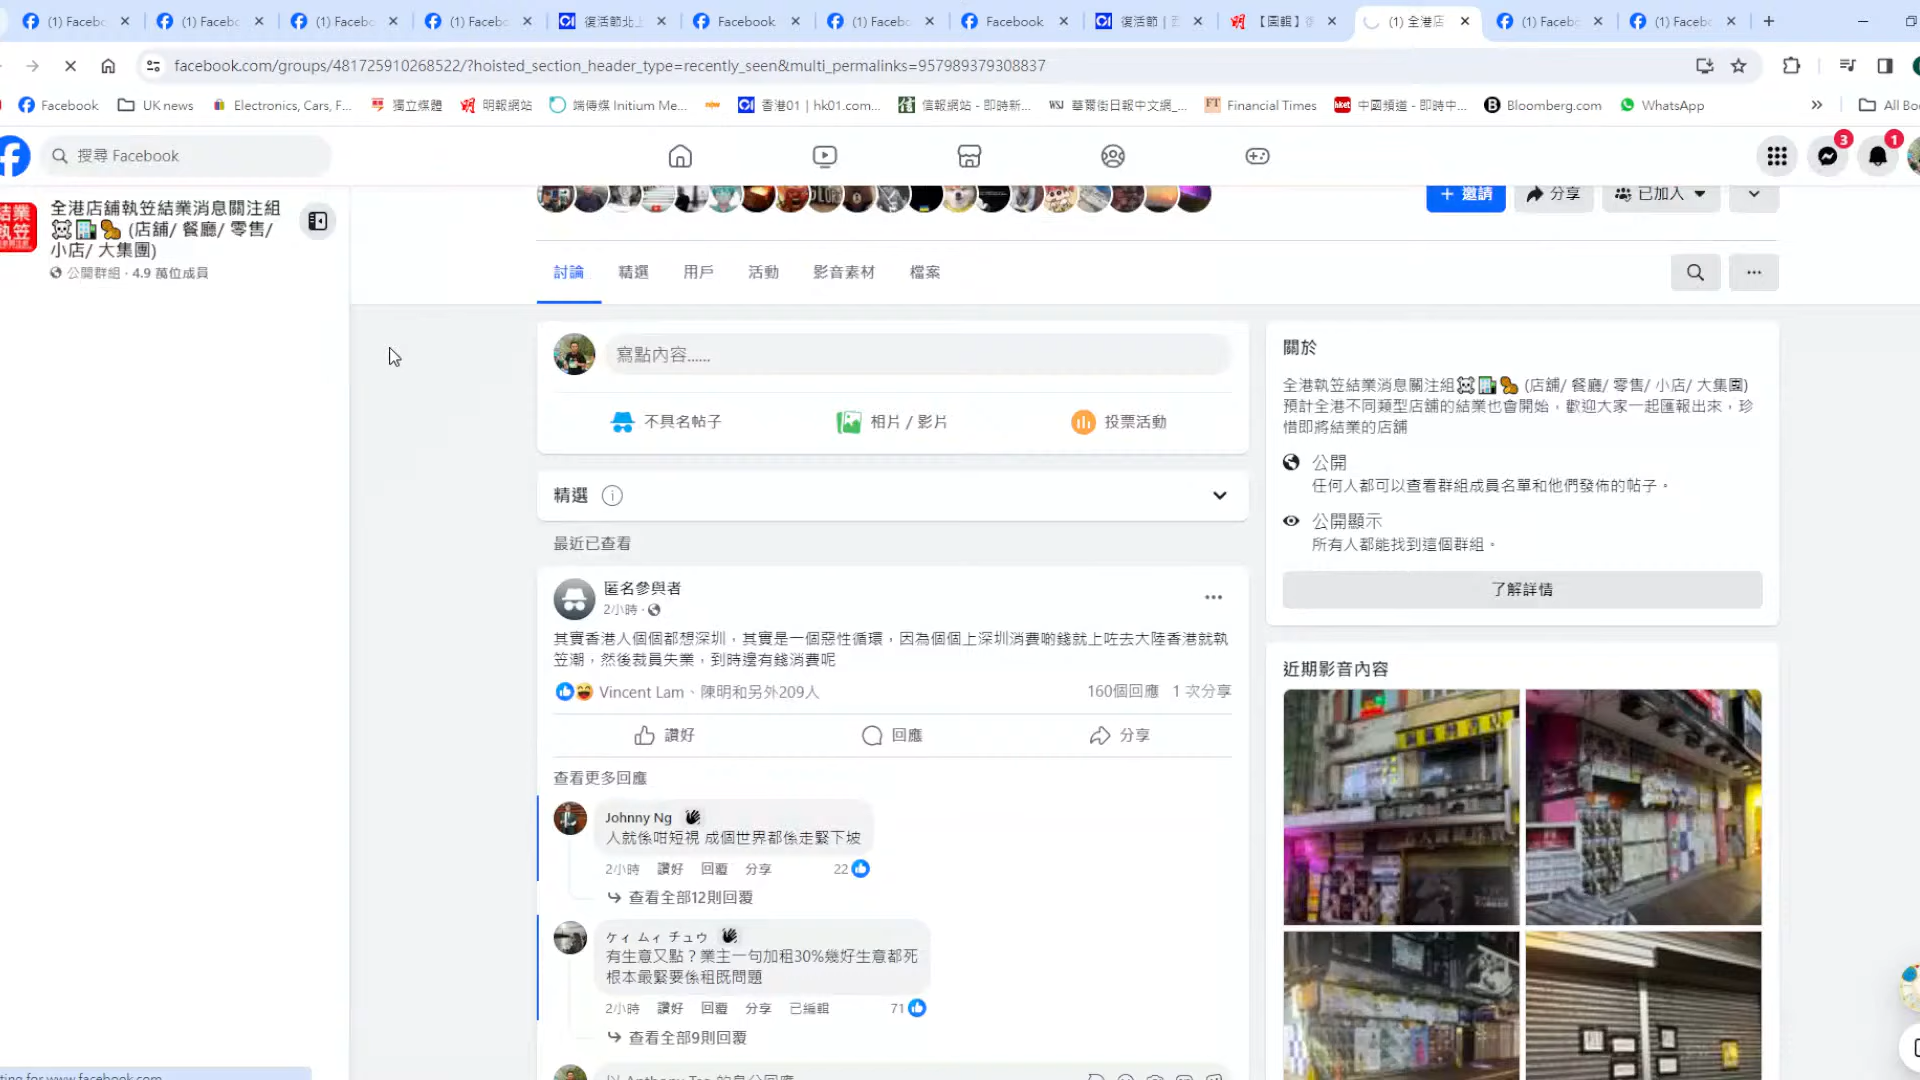 (1) Facebo
(1) Facebo
(1) Facebo
(1) Facebo
復活節北上
Facebook
(1) Facebo
Facebook
復活節 |
【圖輯】
(1) 全港店
(1) Facebo
(1) Facebo
facebook.com/groups/481725910268522/?hoisted_section_header_type=recently_seen&multi_permalinks=957989379308837
Facebook
UK news
Electronics, Cars, F...
獨立媒體
明報網站
端傳媒 Initium Me...
now
香港01 | hk01.com...
信報網站 - 即時新...
WSJ 華爾街日報中文網_...
FT Financial Times
hket 中國頻道 - 即時中...
Bloomberg.com
WhatsApp
All Bo
搜尋 Facebook
3
1
結業
執笠
全港店舖執笠結業消息關注組
(店舖/ 餐廳/ 零售/
小店/ 大集團)
公開群組 · 4.9 萬位成員
+ 邀請
分享
已加入
討論
精選
用戶
活動
影音素材
檔案
寫點內容......
不具名帖子
相片 / 影片
投票活動
精選
最近已查看
匿名參與者
2小時 ·
其實香港人個個都想深圳，其實是一個惡性循環，因為個個上深圳消費啲錢就上咗去大陸香港就執
笠潮，然後裁員失業，到時邊有錢消費呢
Vincent Lam、陳明和另外209人
160個回應 1 次分享
讚好
回應
分享
查看更多回應
Johnny Ng
人就係咁短視 成個世界都係走緊下坡
2小時 讚好 回覆 分享 22
查看全部12則回覆
ケィ ムィ チュウ
有生意又點？業主一句加租30%幾好生意都死
根本最緊要係租既問題
2小時 讚好 回覆 分享 已編輯 71
查看全部9則回覆
關於
全港執笠結業消息關注組 (店舖/ 餐廳/ 零售/ 小店/ 大集團)
預計全港不同類型店舖的結業也會開始，歡迎大家一起匯報出來，珍
惜即將結業的店舖
公開
任何人都可以查看群組成員名單和他們發佈的帖子。
公開顯示
所有人都能找到這個群組。
了解詳情
近期影音內容
ting for www.facebook.com